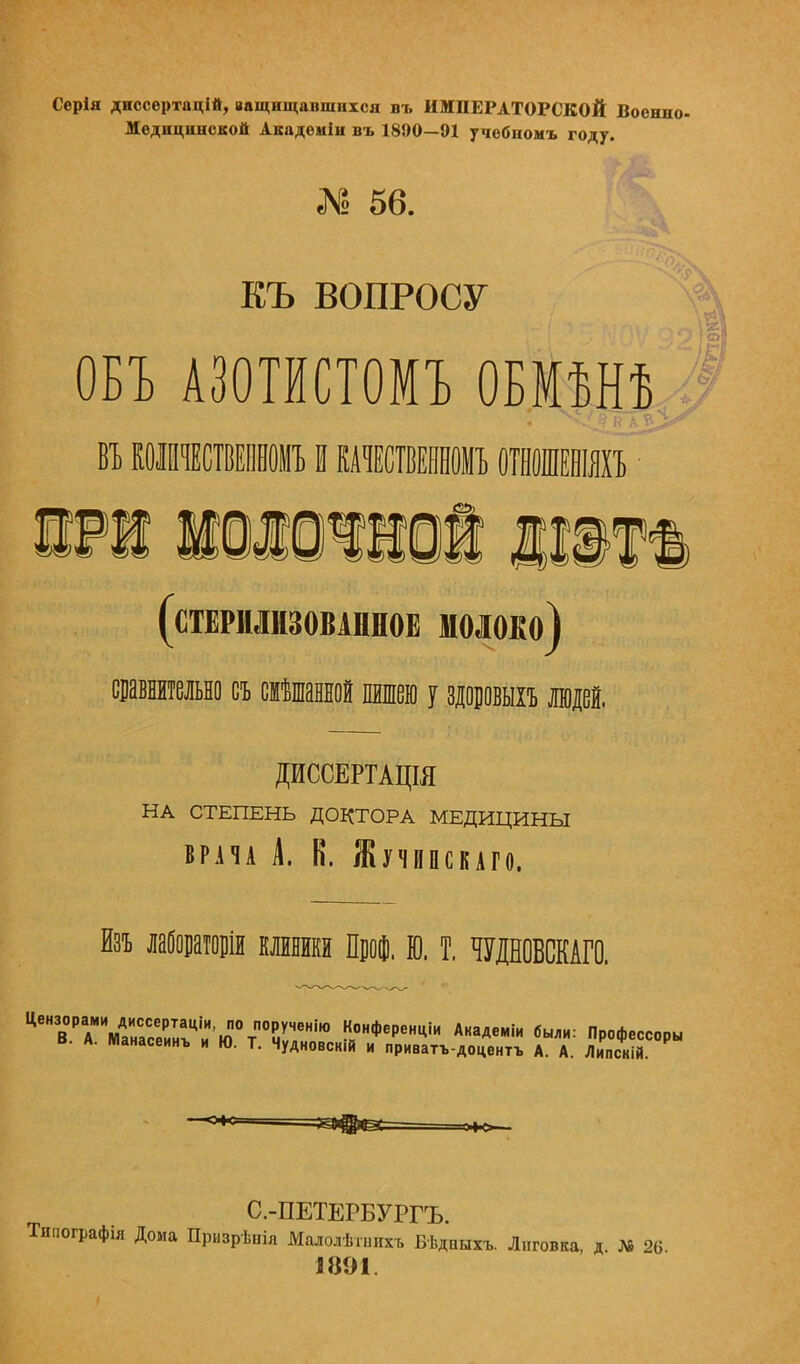 Серія диссертацій, защищавшихся въ ИМПЕРАТОРСКОЙ Военно-
Медицинской Академіи въ 1890—91 учебномъ году.
№ 56.
КЪ ВОПРОСУ
ОБЪ АЗОТИСТОМЪ ОБМѢНѢ
ВЪ КОЛИЧЕСТВЕННОМЪ И КАЧЕСТВЕННОМЪ ОТНОШЕНІЯХЪ
ПРИ МОЛОЧНОЙ ДІЭТѢ
(СТЕРИЛИЗОВАННОЕ МОЛОКО)
сравнительно съ смѣшанной пищею у здоровыхъ людей.
ДИССЕРТАЦІЯ
НА СТЕПЕНЬ ДОКТОРА МЕДИЦИНЫ
ВРАЧА А. К. ЖУЧИНСКАГО.
Изъ лабораторіи клиники Проф. Ю. Т. ЧУДНОВСКАГО.
Цензорами диссертаціи, по порученію Конференціи Академіи были: Профессоры
В. А. Манасеинъ и Ю. Т. Чудновскій и приватъ-доцентъ А. А. Липскій.
С.-ПЕТЕРБУРГЪ.
Типографія Дома Призрѣнія Малолѣтнихъ Бѣдныхъ. Лиговка, д. № 26.
1891.